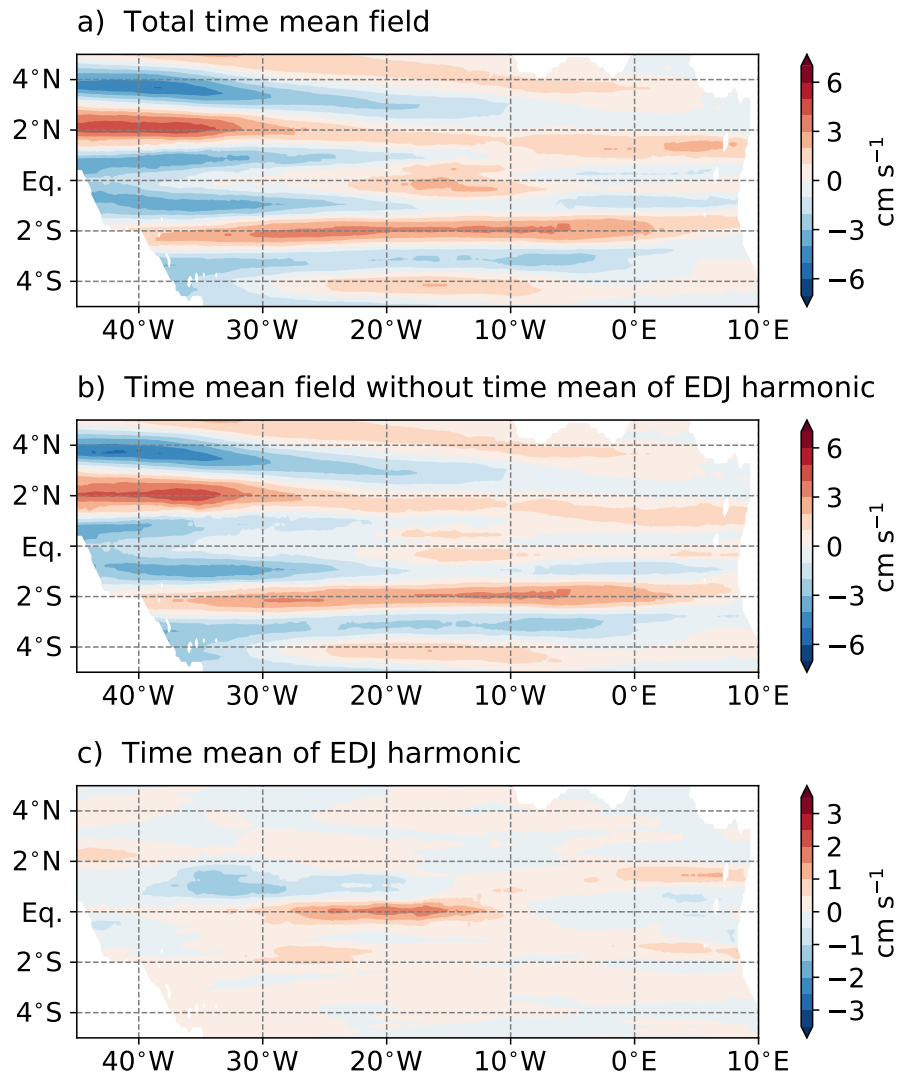 a)  Total time mean field
4°N
2°N
Eq.
2°S
4°S
40°W 30°W 20°W 10°W 0°E 10°E
6
3
0
−3
−6
cm s⁻¹
b)  Time mean field without time mean of EDJ harmonic
4°N
2°N
Eq.
2°S
4°S
40°W 30°W 20°W 10°W 0°E 10°E
6
3
0
−3
−6
cm s⁻¹
c)  Time mean of EDJ harmonic
4°N
2°N
Eq.
2°S
4°S
40°W 30°W 20°W 10°W 0°E 10°E
3
2
1
0
−1
−2
−3
cm s⁻¹